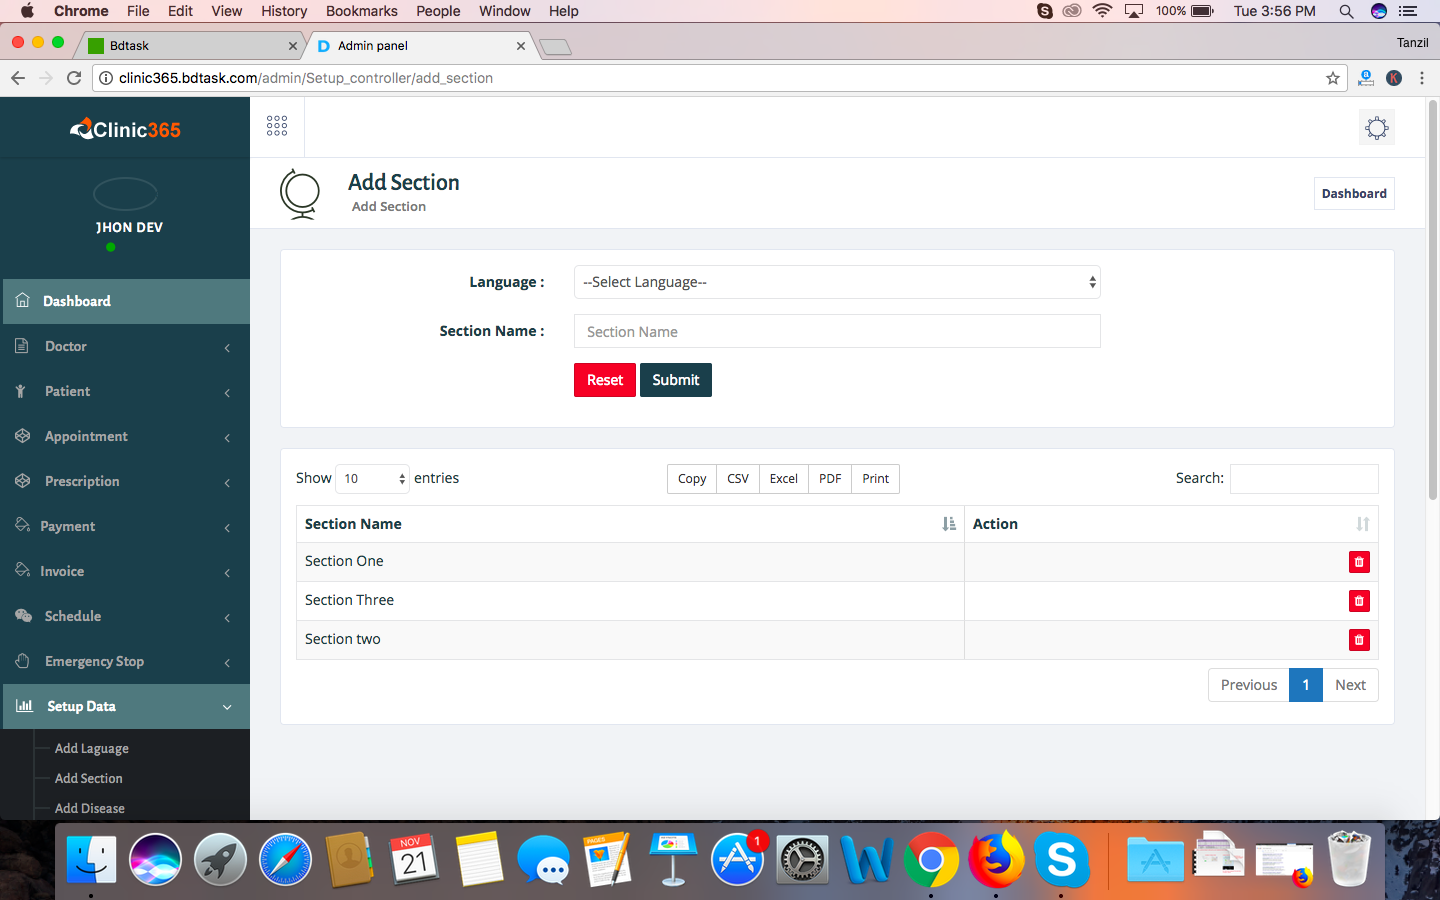 Chrome File Edit View History Bookmarks People Window Help 100% Tue 3:56 PM
Bdtask Admin panel Tanzil
clinic365.bdtask.com/admin/Setup_controller/add_section
Clinic365
JHON DEV
Dashboard
Doctor
Patient
Appointment
Prescription
Payment
Invoice
Schedule
Emergency Stop
Setup Data
Add Laguage
Add Section
Add Disease
Add Section
Add Section
Dashboard
Language : --Select Language--
Section Name : Section Name
Reset Submit
Show 10 entries Copy CSV Excel PDF Print Search:
Section Name Action
Section One
Section Three
Section two
Previous 1 Next
NOV
21
PAGES
1